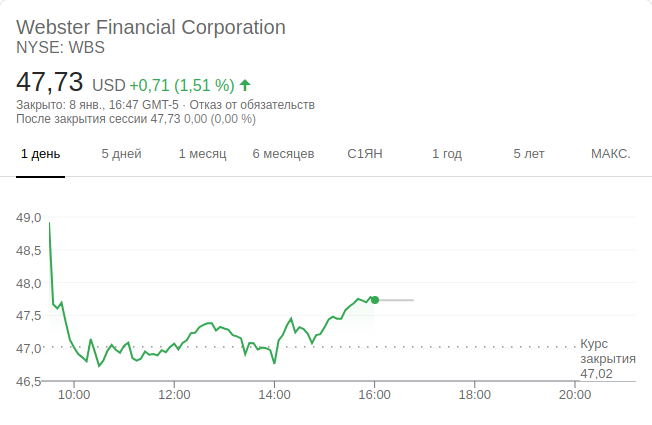 Webster Financial Corporation
NYSE: WBS
47,73 USD +0,71 (1,51 %)
Закрыто: 8 янв., 16:47 GMT-5 · Отказ от обязательств
После закрытия сессии 47,73 0,00 (0,00 %)
1 день 5 дней 1 месяц 6 месяцев С1ЯН 1 год 5 лет МАКС.
49,0
48,5
48,0
47,5
47,0
46,5
Курс
закрытия
47,02
10:00 12:00 14:00 16:00 18:00 20:00